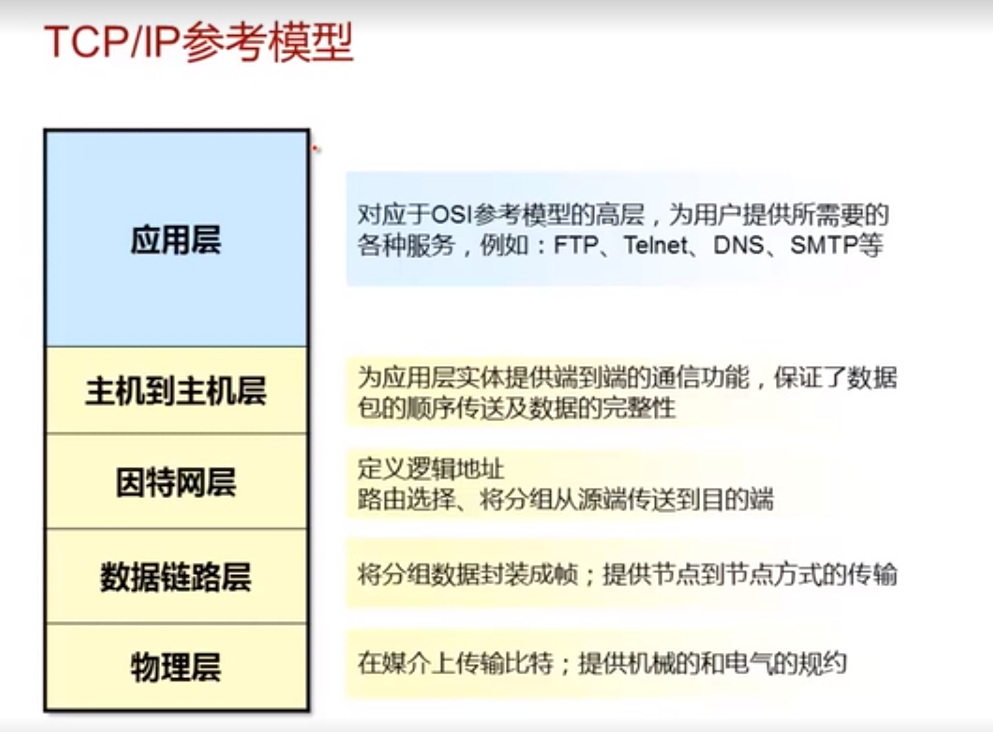 TCP/IP参考模型
应用层
对应于OSI参考模型的高层，为用户提供所需要的
各种服务，例如：FTP、Telnet、DNS、SMTP等
主机到主机层
为应用层实体提供端到端的通信功能，保证了数据
包的顺序传送及数据的完整性
因特网层
定义逻辑地址
路由选择、将分组从源端传送到目的端
数据链路层
将分组数据封装成帧；提供节点到节点方式的传输
物理层
在媒介上传输比特；提供机械的和电气的规约